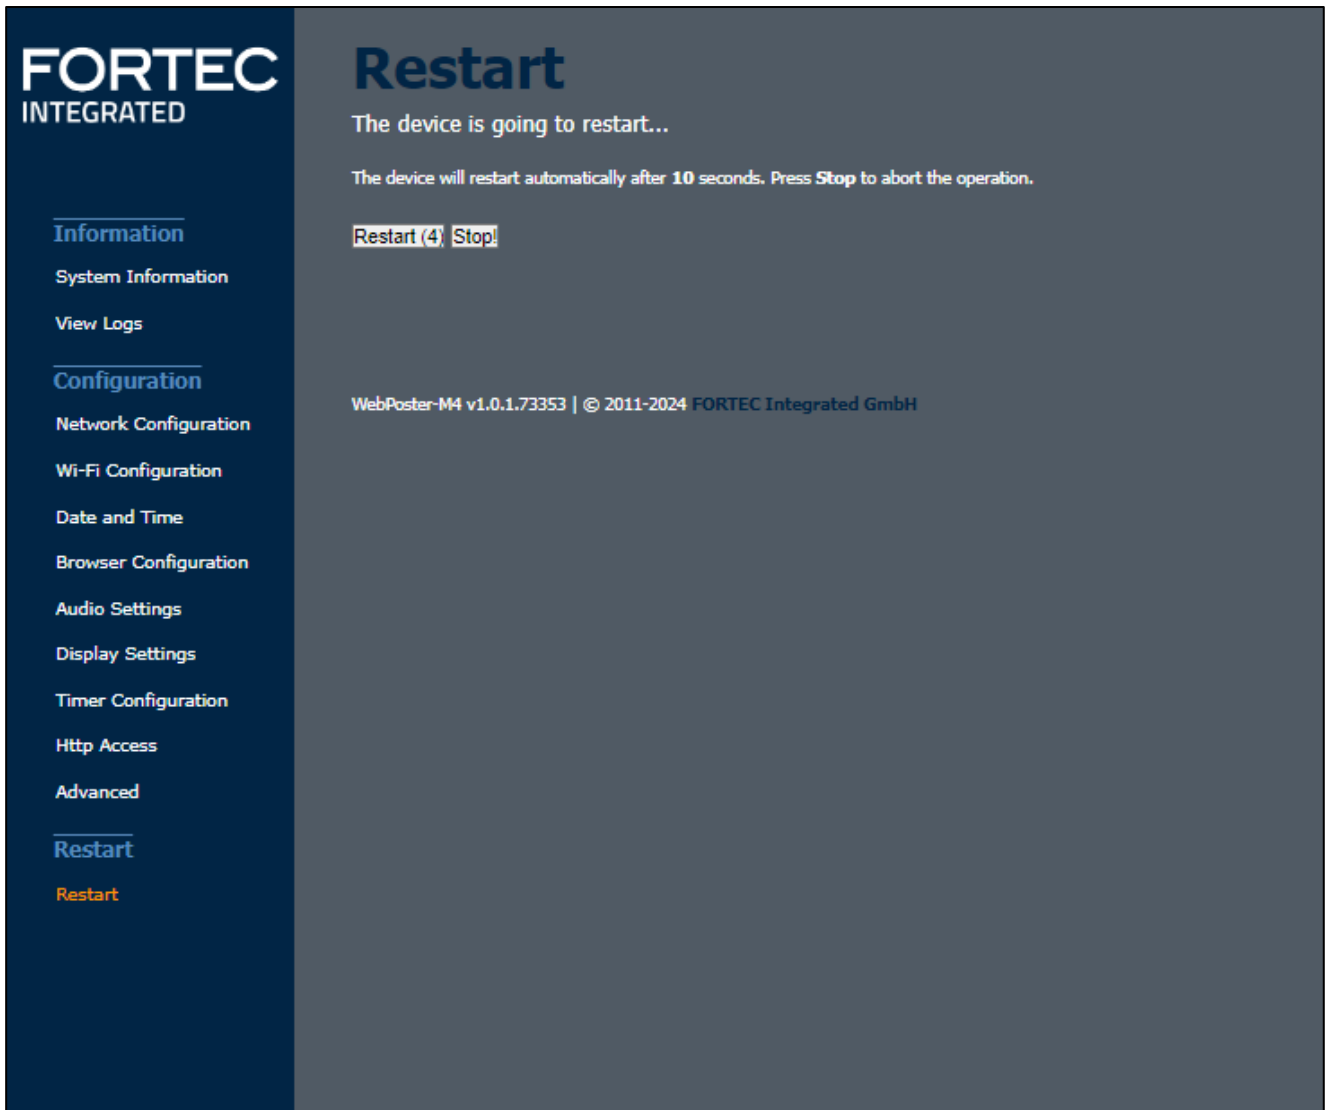 FORTEC
INTEGRATED
Information
System Information
View Logs
Configuration
Network Configuration
Wi-Fi Configuration
Date and Time
Browser Configuration
Audio Settings
Display Settings
Timer Configuration
Http Access
Advanced
Restart
Restart
Restart
The device is going to restart...
The device will restart automatically after 10 seconds. Press Stop to abort the operation.
Restart (4) Stop!
WebPoster-M4 v1.0.1.73353 | © 2011-2024 FORTEC Integrated GmbH